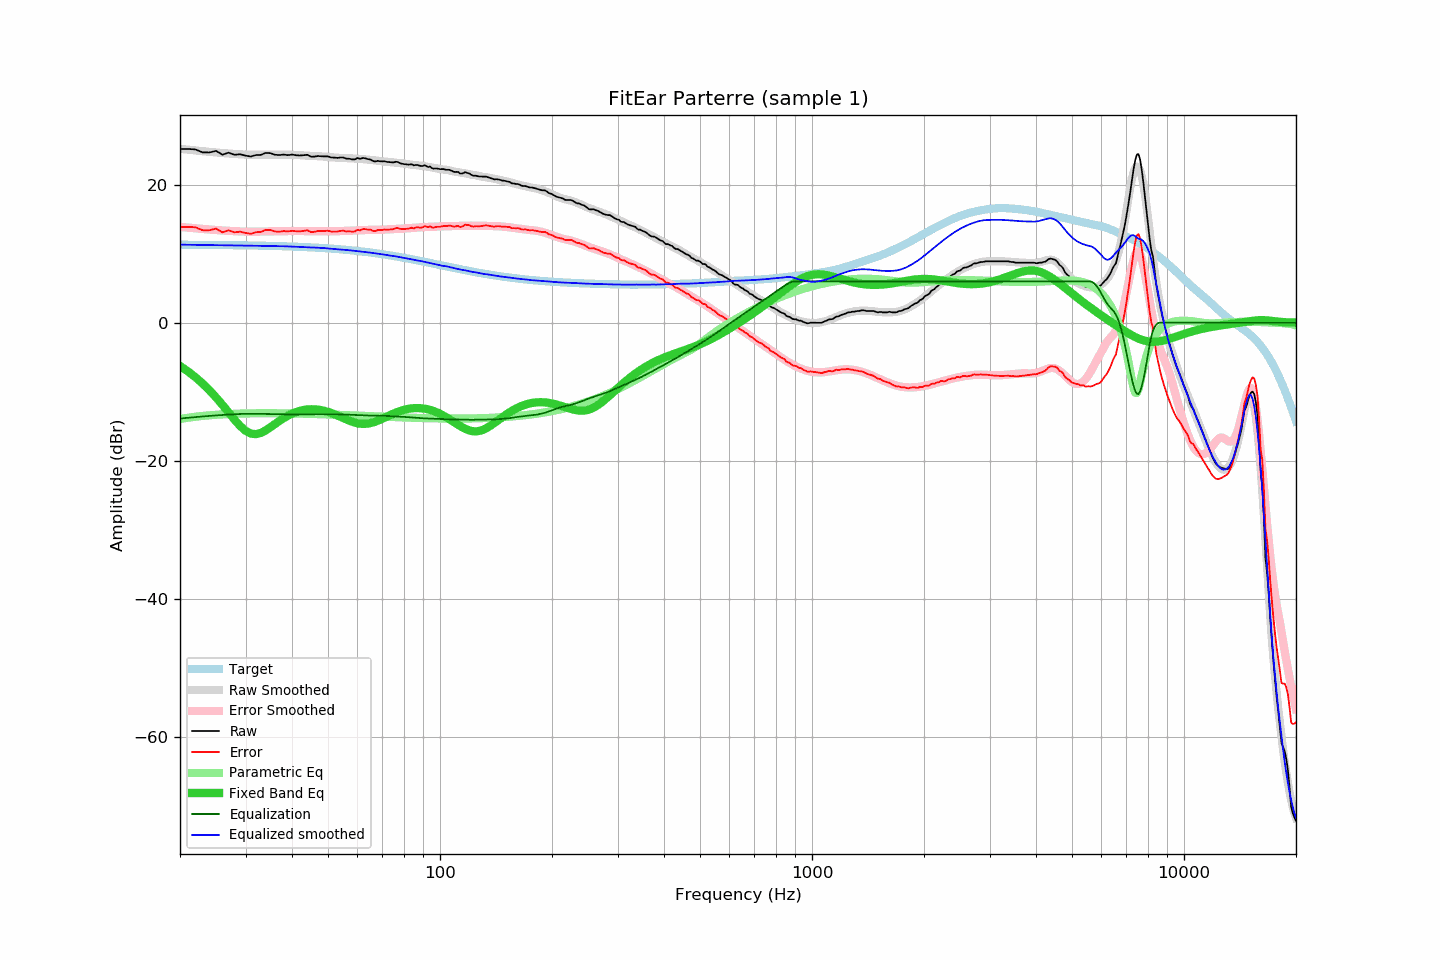 FitEar Parterre (sample 1)
Amplitude (dBr)
20
0
−20
−40
−60
Target
Raw Smoothed
Error Smoothed
Raw
Error
Parametric Eq
Fixed Band Eq
Equalization
Equalized smoothed
100
1000
10000
Frequency (Hz)